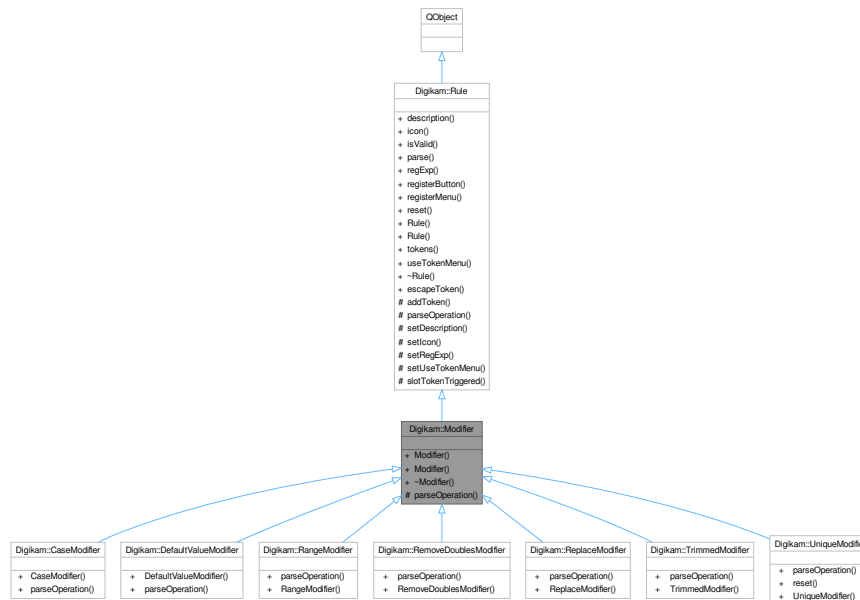 QObject
Digikam::Rule
+ description()
+ icon()
+ isValid()
+ parse()
+ regExp()
+ registerButton()
+ registerMenu()
+ reset()
+ Rule()
+ Rule()
+ tokens()
+ useTokenMenu()
+ ~Rule()
+ escapeToken()
# addToken()
# parseOperation()
# setDescription()
# setIcon()
# setRegExp()
# setUseTokenMenu()
# slotTokenTriggered()
Digikam::Modifier
+ Modifier()
+ Modifier()
+ ~Modifier()
# parseOperation()
Digikam::CaseModifier
+ CaseModifier()
+ parseOperation()
Digikam::DefaultValueModifier
+ DefaultValueModifier()
+ parseOperation()
Digikam::RangeModifier
+ parseOperation()
+ RangeModifier()
Digikam::RemoveDoublesModifier
+ parseOperation()
+ RemoveDoublesModifier()
Digikam::ReplaceModifier
+ parseOperation()
+ ReplaceModifier()
Digikam::TrimmedModifier
+ parseOperation()
+ TrimmedModifier()
Digikam::UniqueModifie
+ parseOperation()
+ reset()
+ UniqueModifier()